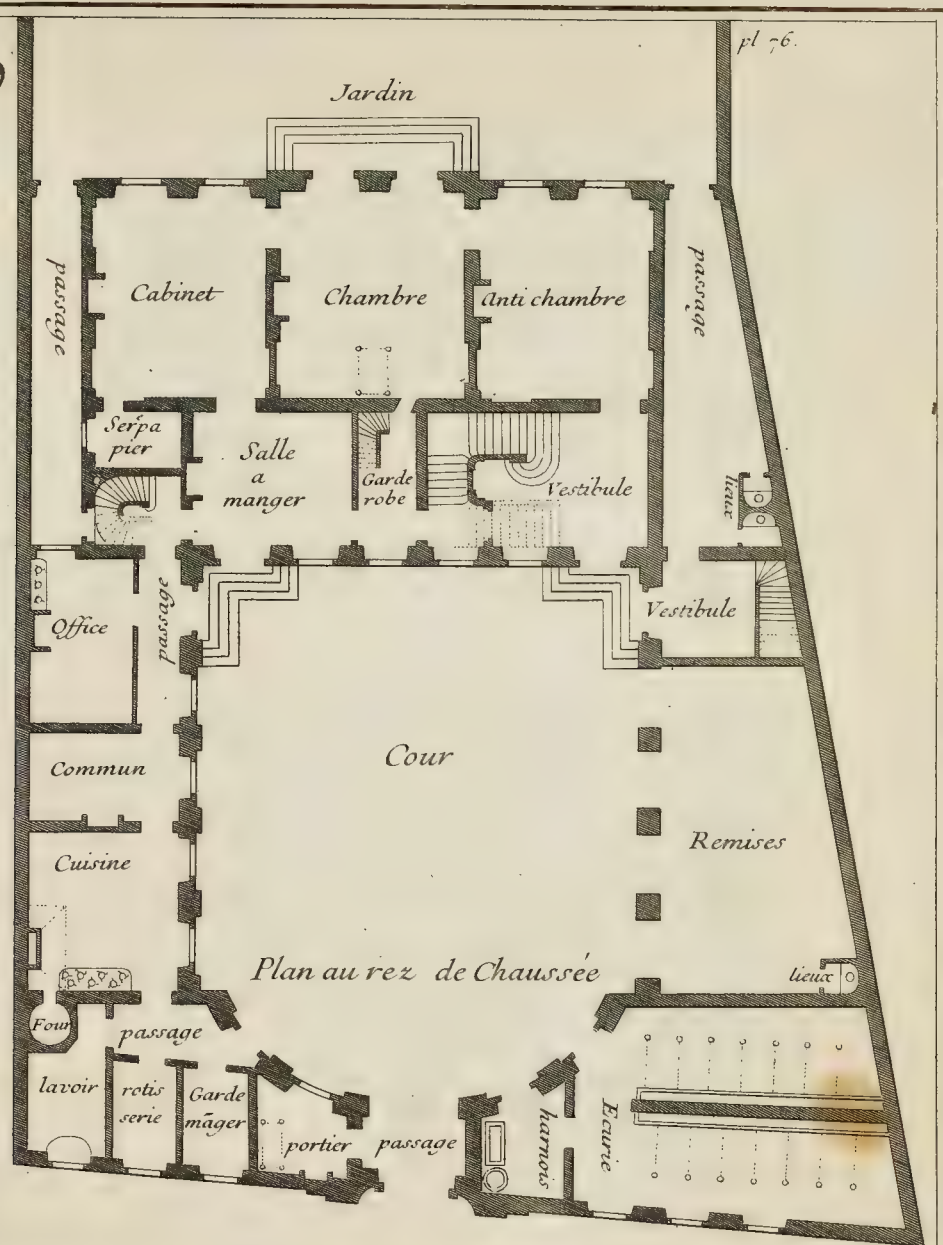 pl 76.
Jardin
passage
Cabinet
Chambre
Anti chambre
passage
Serpa
pier
Salle
a
manger
Garde
robe
Vestibule
lieux
Office
passage
Vestibule
Commun
Cour
Cuisine
Remises
Plan au rez de Chaussée
lieux
Four
passage
lavoir
rotis
serie
Garde
mãger
portier
passage
harnois
Ecurie